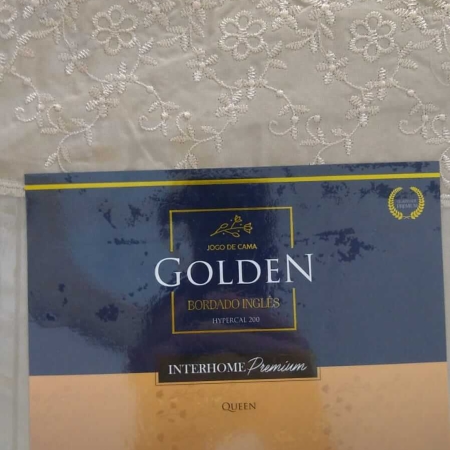 JOGO DE CAMA
GOLDEN
BORDADO INGLÊS
HYPERCAL 200
INTERHOME Premium
QUEEN